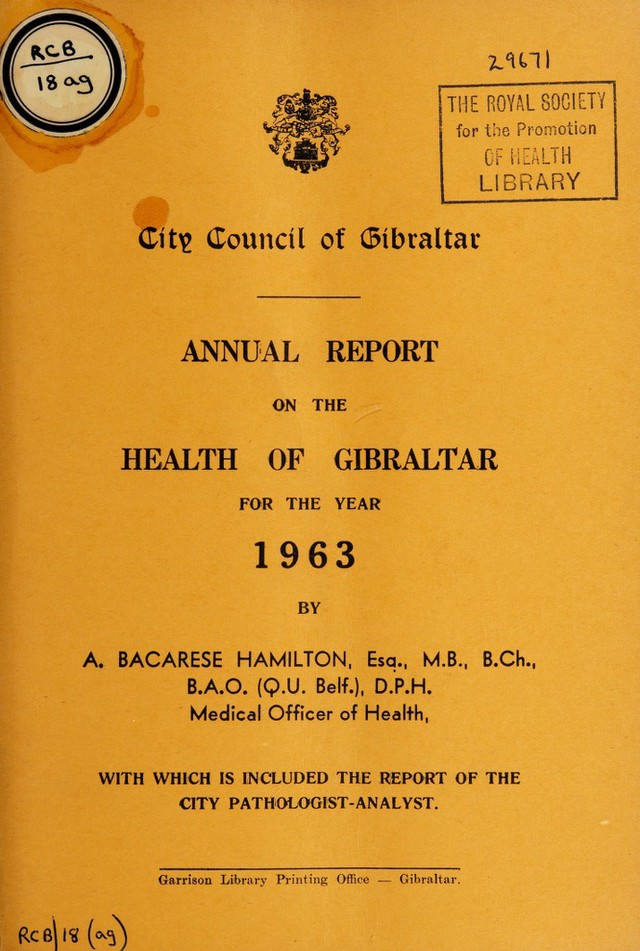 RCB
18 ag
29671
THE ROYAL SOCIETY
for the Promotion
OF HEALTH
LIBRARY
City Council of Gibraltar
ANNUAL REPORT
ON THE
HEALTH OF GIBRALTAR
FOR THE YEAR
1963
BY
A. BACARESE HAMILTON, Esq., M.B., B.Ch.,
B.A.O. (Q.U. Belf.), D.P.H.
Medical Officer of Health,
WITH WHICH IS INCLUDED THE REPORT OF THE
CITY PATHOLOGIST-ANALYST.
Garrison Library Printing Office — Gibraltar.
RCB/18 (ag)